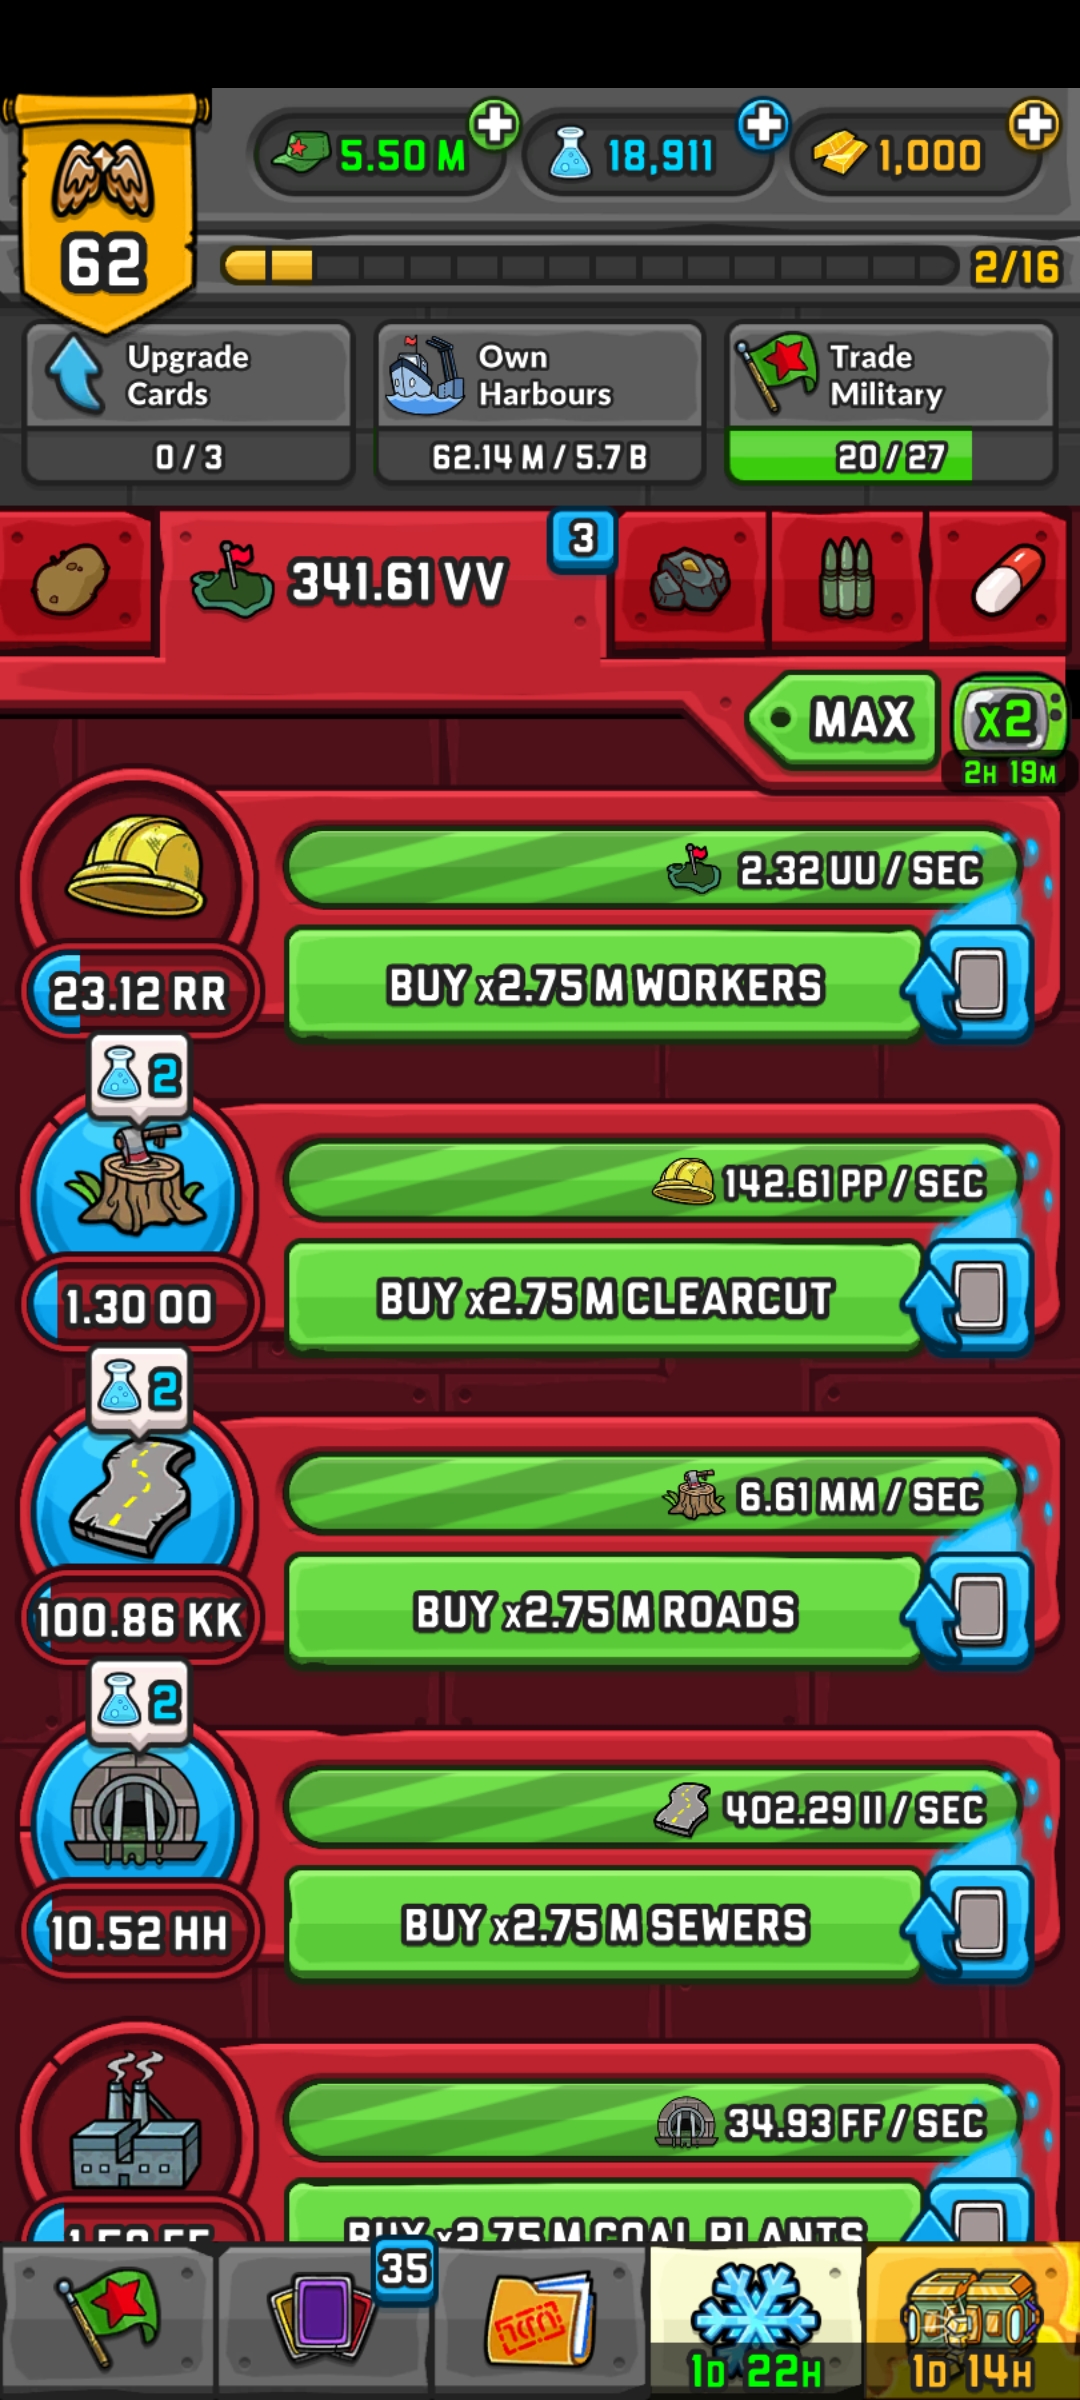 5.50 M
18,911
1,000
62
2/16
Upgrade
Cards
0 / 3
Own
Harbours
62.14 M / 5.7 B
Trade
Military
20 / 27
341.61 VV
3
MAX
x2
2H 19M
2.32 UU / SEC
BUY x2.75 M WORKERS
23.12 RR
2
142.61 PP / SEC
BUY x2.75 M CLEARCUT
1.30 OO
2
6.61 MM / SEC
BUY x2.75 M ROADS
100.86 KK
2
402.29 II / SEC
BUY x2.75 M SEWERS
10.52 HH
34.93 FF / SEC
BUY x2.75 M COAL PLANTS
35
1D 22H
1D 14H